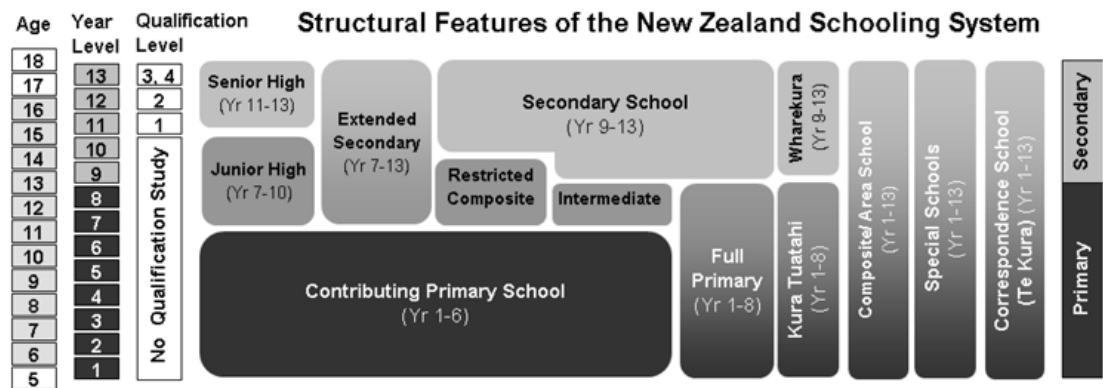 Structural Features of the New Zealand Schooling System
Age
Year
Level
Qualification
Level
18
17
16
15
14
13
12
11
10
9
8
7
6
5
13
12
11
10
9
8
7
6
5
4
3
2
1
3, 4
2
1
No Qualification Study
Senior High
(Yr 11-13)
Junior High
(Yr 7-10)
Extended
Secondary
(Yr 7-13)
Secondary School
(Yr 9-13)
Restricted
Composite
Intermediate
Contributing Primary School
(Yr 1-6)
Full
Primary
(Yr 1-8)
Wharekura
(Yr 9-13)
Kura Tuatahi
(Yr 1-8)
Composite/ Area School
(Yr 1-13)
Special Schools
(Yr 1-13)
Correspondence School
(Te Kura) (Yr 1-13)
Secondary
Primary